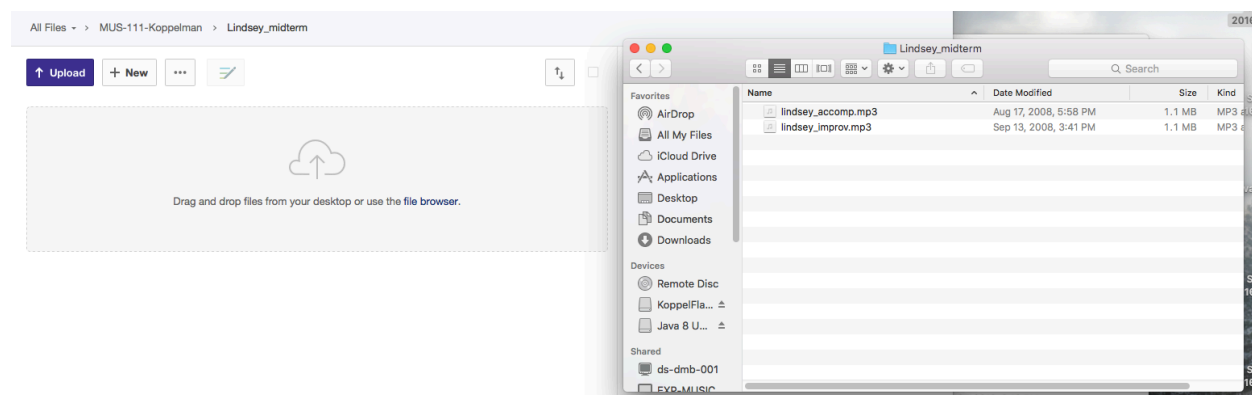 All Files > MUS-111-Koppelman > Lindsey_midterm
Upload
New
Drag and drop files from your desktop or use the file browser.
2016
Lindsey_midterm
Search
Favorites
AirDrop
All My Files
iCloud Drive
Applications
Desktop
Documents
Downloads
Devices
Remote Disc
KoppelFla...
Java 8 U...
Shared
ds-dmb-001
EXP-MUSIC
Name Date Modified Size Kind
lindsey_accomp.mp3 Aug 17, 2008, 5:58 PM 1.1 MB MP3
lindsey_improv.mp3 Sep 13, 2008, 3:41 PM 1.1 MB MP3